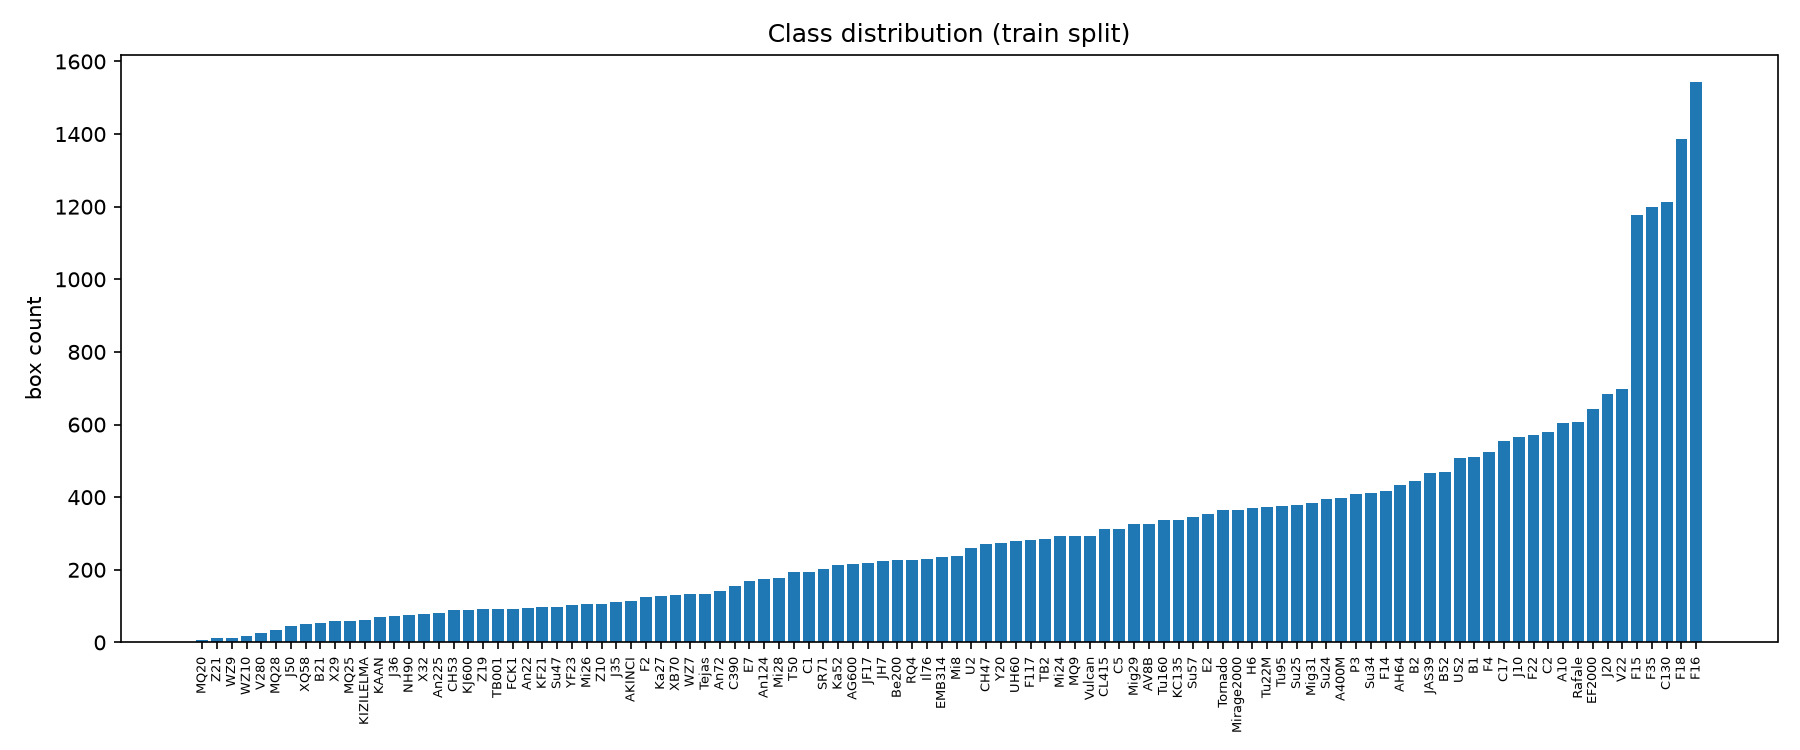 Class distribution (train split)
box count
1600
1400
1200
1000
800
600
400
200
0
MQ20
Z21
WZ9
WZ10
V280
MQ28
J50
XQ58
B21
X29
MQ25
KIZILELMA
KAAN
J36
NH90
X32
An225
CH53
KJ600
Z19
TB001
FCK1
An22
KF21
Su47
YF23
Mi26
Z10
J35
AKINCI
F2
Ka27
XB70
WZ7
Tejas
An72
C390
E7
An124
Mi28
T50
C1
SR71
Ka52
AG600
JF17
JH7
Be200
RQ4
Il76
EMB314
Mi8
U2
CH47
Y20
UH60
F117
TB2
Mi24
MQ9
Vulcan
CL415
C5
Mig29
AV8B
Tu160
KC135
Su57
E2
Tornado
Mirage2000
H6
Tu22M
Tu95
Su25
Mig31
Su24
A400M
P3
Su34
F14
AH64
B2
JAS39
B52
US2
B1
F4
C17
J10
F22
C2
A10
Rafale
EF2000
J20
V22
F15
F35
C130
F18
F16